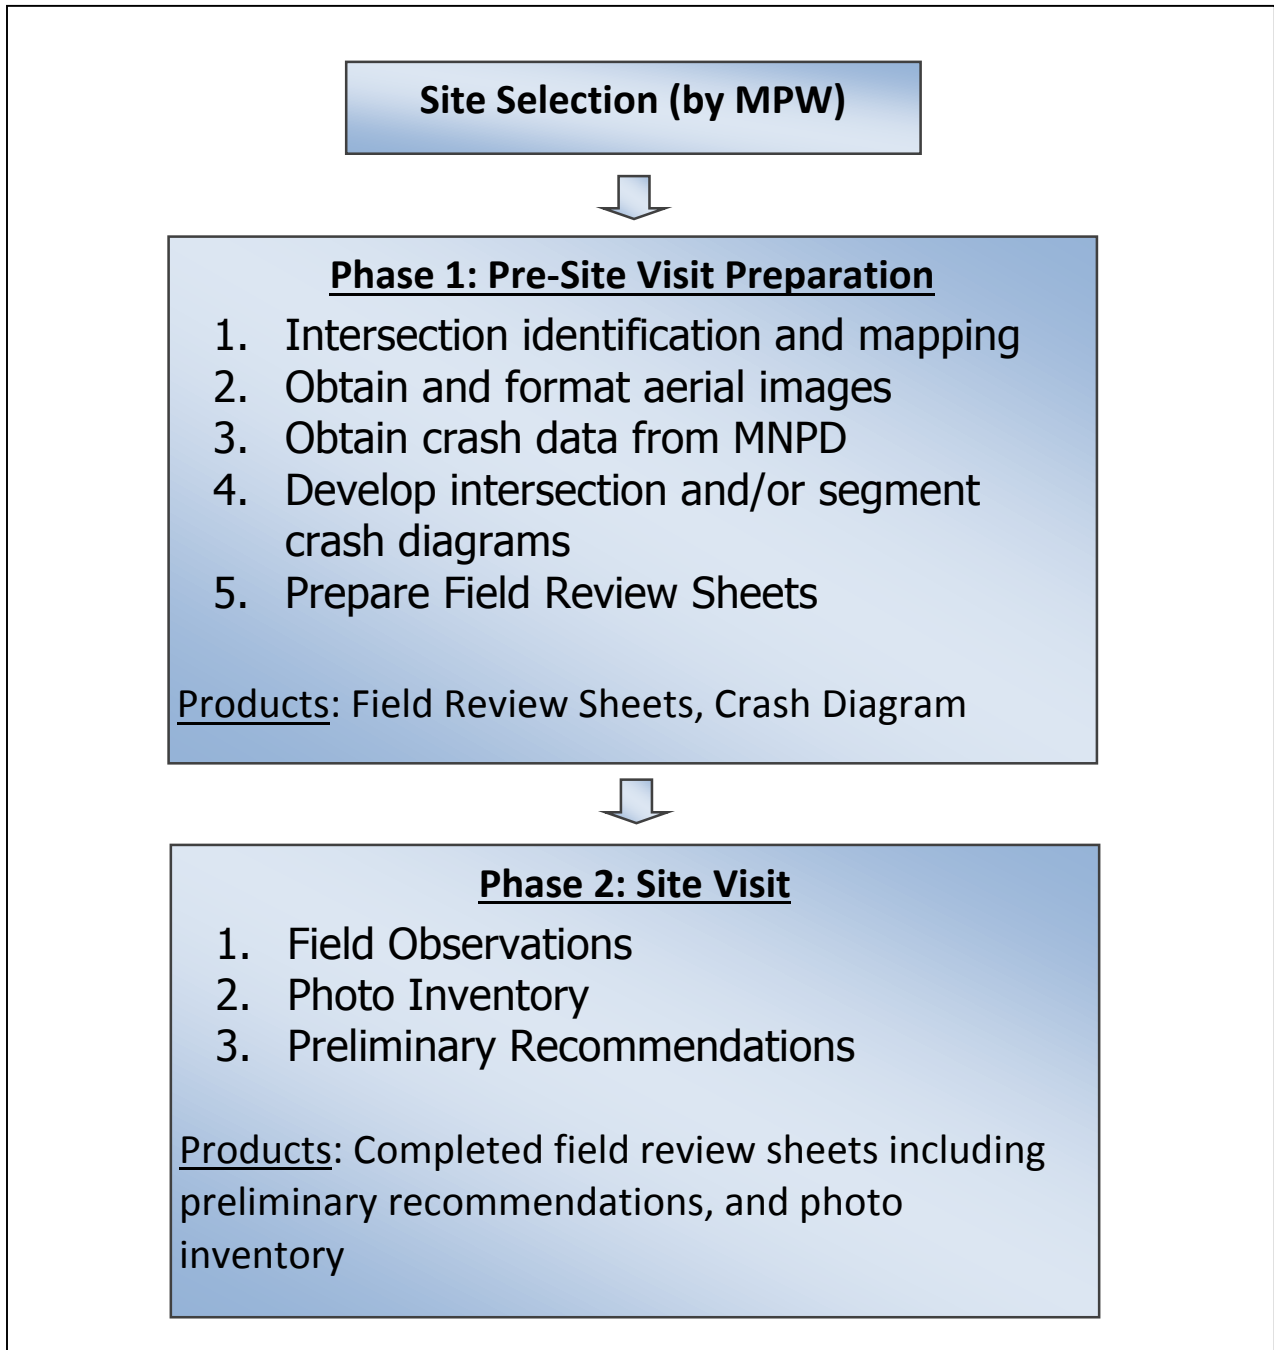 Site Selection (by MPW)
Phase 1: Pre-Site Visit Preparation
1. Intersection identification and mapping
2. Obtain and format aerial images
3. Obtain crash data from MNPD
4. Develop intersection and/or segment
crash diagrams
5. Prepare Field Review Sheets
Products: Field Review Sheets, Crash Diagram
Phase 2: Site Visit
1. Field Observations
2. Photo Inventory
3. Preliminary Recommendations
Products: Completed field review sheets including
preliminary recommendations, and photo
inventory